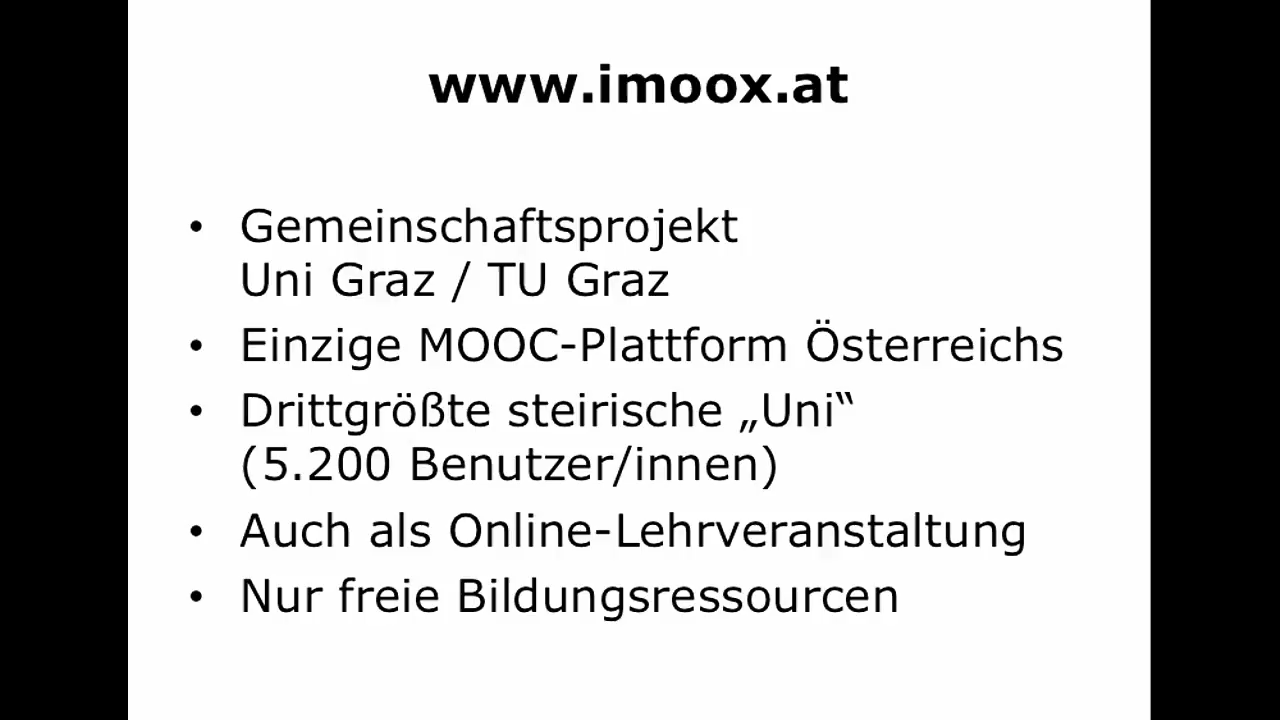 www.imoox.at
• Gemeinschaftsprojekt
Uni Graz / TU Graz
• Einzige MOOC-Plattform Österreichs
• Drittgrößte steirische „Uni“
(5.200 Benutzer/innen)
• Auch als Online-Lehrveranstaltung
• Nur freie Bildungsressourcen